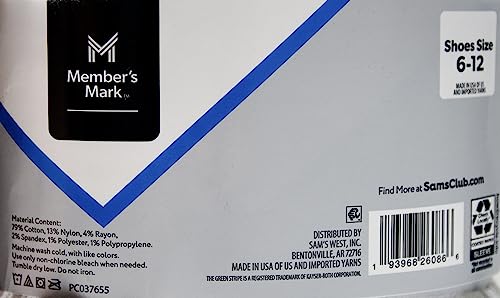 Member's
Mark™
Shoes Size
6-12
MADE IN USA OF US
AND IMPORTED YARNS
Find More at SamsClub.com
Material Content:
79% Cotton, 13% Nylon, 4% Rayon,
2% Spandex, 1% Polyester, 1% Polypropylene.
Machine wash cold, with like colors.
Use only non-chlorine bleach when needed.
Tumble dry low. Do not iron.
PC037655
DISTRIBUTED BY
SAM'S WEST, INC.
BENTONVILLE, AR 72716
MADE IN USA OF US AND IMPORTED YARNS
THE GREEN STRIPE IS A REGISTERED TRADEMARK OF KAYSER-ROTH CORPORATION.
1 93968 26086 6
SLEEVE